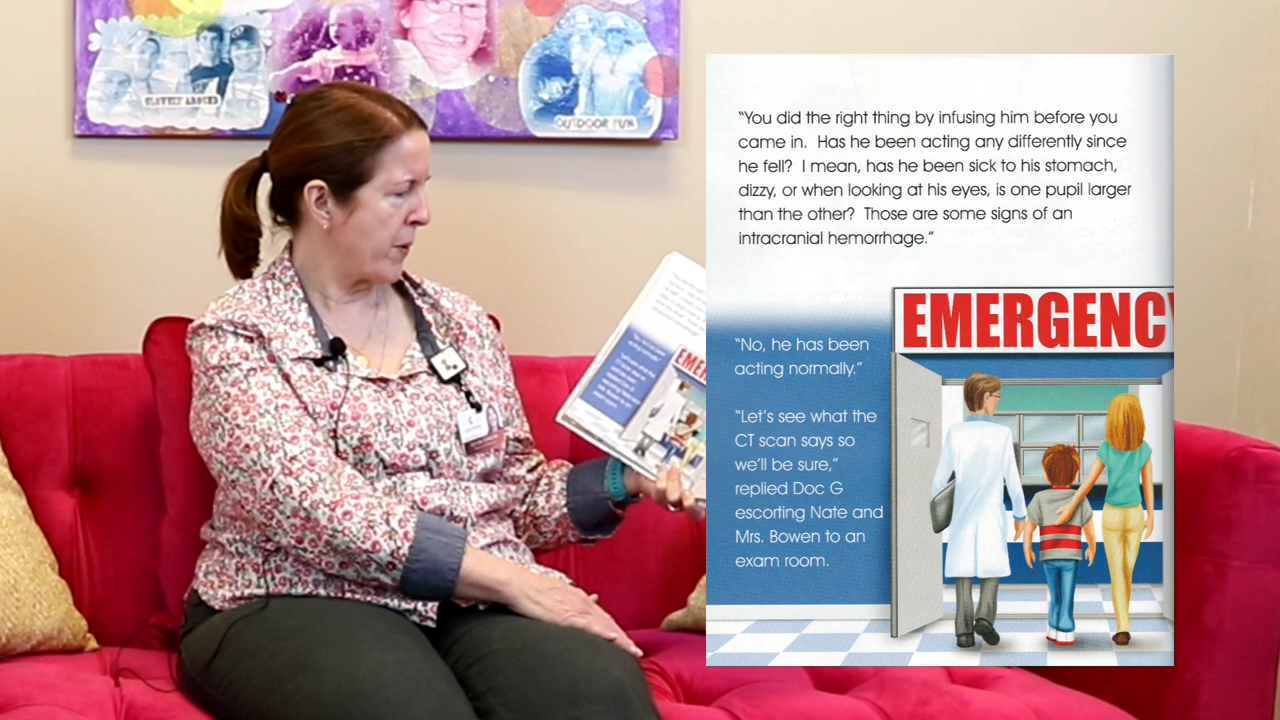 CLOWNIN' AROUND
OUTDOOR FUN
“You did the right thing by infusing him before you
came in.  Has he been acting any differently since
he fell?  I mean, has he been sick to his stomach,
dizzy, or when looking at his eyes, is one pupil larger
than the other?  Those are some signs of an
intracranial hemorrhage.”
EMERGENCY
“No, he has been
acting normally.”
“Let’s see what the
CT scan says so
we’ll be sure,”
replied Doc G
escorting Nate and
Mrs. Bowen to an
exam room.
EME